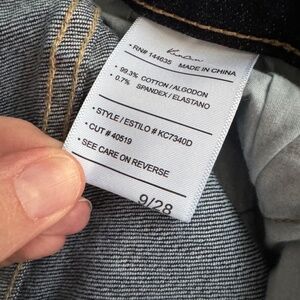 KanCan
• RN# 144635 MADE IN CHINA
• 99.3% COTTON / ALGODON
• 0.7% SPANDEX / ELASTANO
• STYLE / ESTILO # KC7340D
• CUT # 40519
• SEE CARE ON REVERSE
9/28